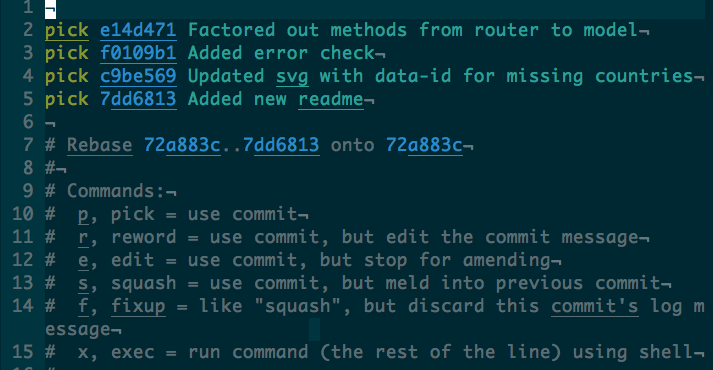 1 ¬
2 pick e14d471 Factored out methods from router to model¬
3 pick f0109b1 Added error check¬
4 pick c9be569 Updated svg with data-id for missing countries¬
5 pick 7dd6813 Added new readme¬
6 ¬
7 # Rebase 72a883c..7dd6813 onto 72a883c¬
8 #¬
9 # Commands:¬
10 #  p, pick = use commit¬
11 #  r, reword = use commit, but edit the commit message¬
12 #  e, edit = use commit, but stop for amending¬
13 #  s, squash = use commit, but meld into previous commit¬
14 #  f, fixup = like "squash", but discard this commit's log m
essage¬
15 #  x, exec = run command (the rest of the line) using shell¬